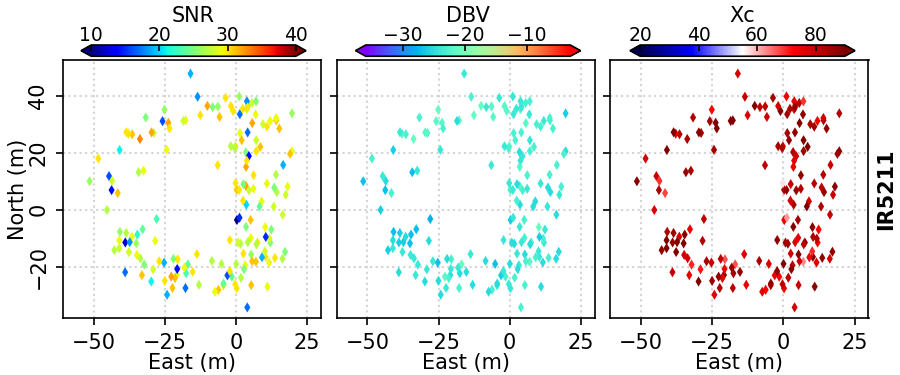 SNR DBV Xc
10 20 30 40 −30 −20 −10 20 40 60 80
40
20
0
−20
North (m)
IR5211
−50 −25 0 25 −50 −25 0 25 −50 −25 0 25
East (m) East (m) East (m)